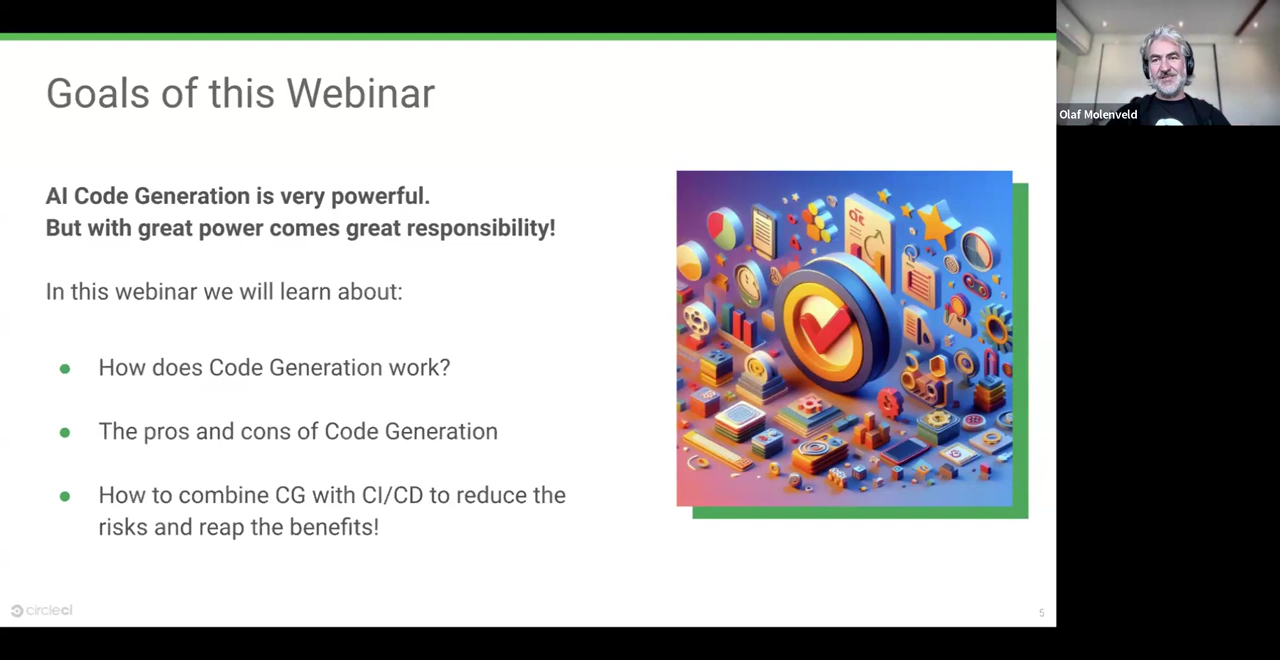 Goals of this Webinar
AI Code Generation is very powerful.
But with great power comes great responsibility!
In this webinar we will learn about:
How does Code Generation work?
The pros and cons of Code Generation
How to combine CG with CI/CD to reduce the
risks and reap the benefits!
circleci
5
Olaf Molenveld